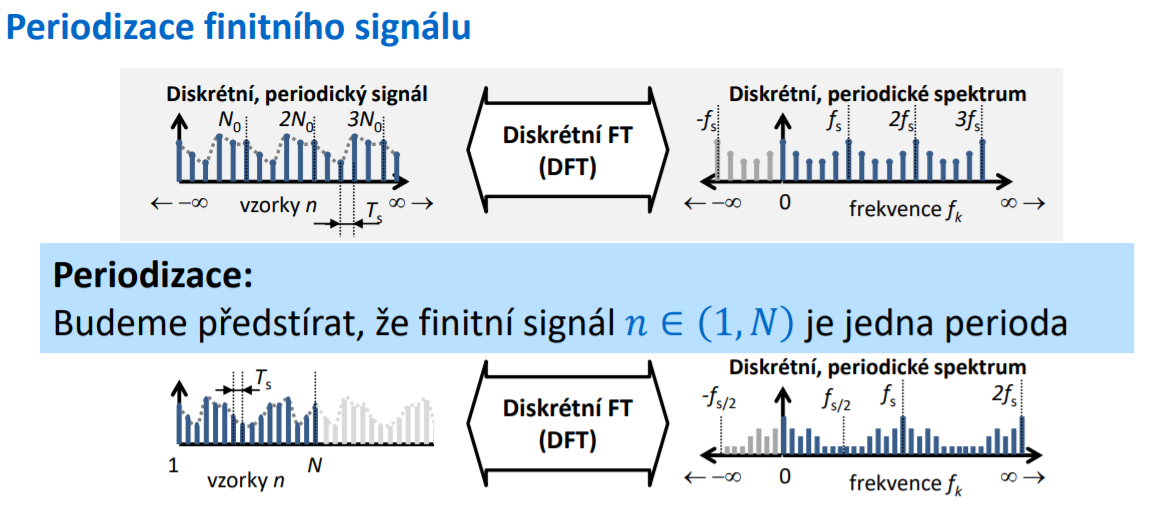 Periodizace finitního signálu
Diskrétní, periodický signál
N0 2N0 3N0
← −∞ vzorky n ∞ →
Ts
Diskrétní FT
(DFT)
Diskrétní, periodické spektrum
-fs fs 2fs 3fs
← −∞ 0 frekvence fk ∞ →
Periodizace:
Budeme předstírat, že finitní signál n ∈ (1, N) je jedna perioda
Ts
1 N
vzorky n
Diskrétní FT
(DFT)
Diskrétní, periodické spektrum
-fs/2 fs/2 fs 2fs
← −∞ 0 frekvence fk ∞ →